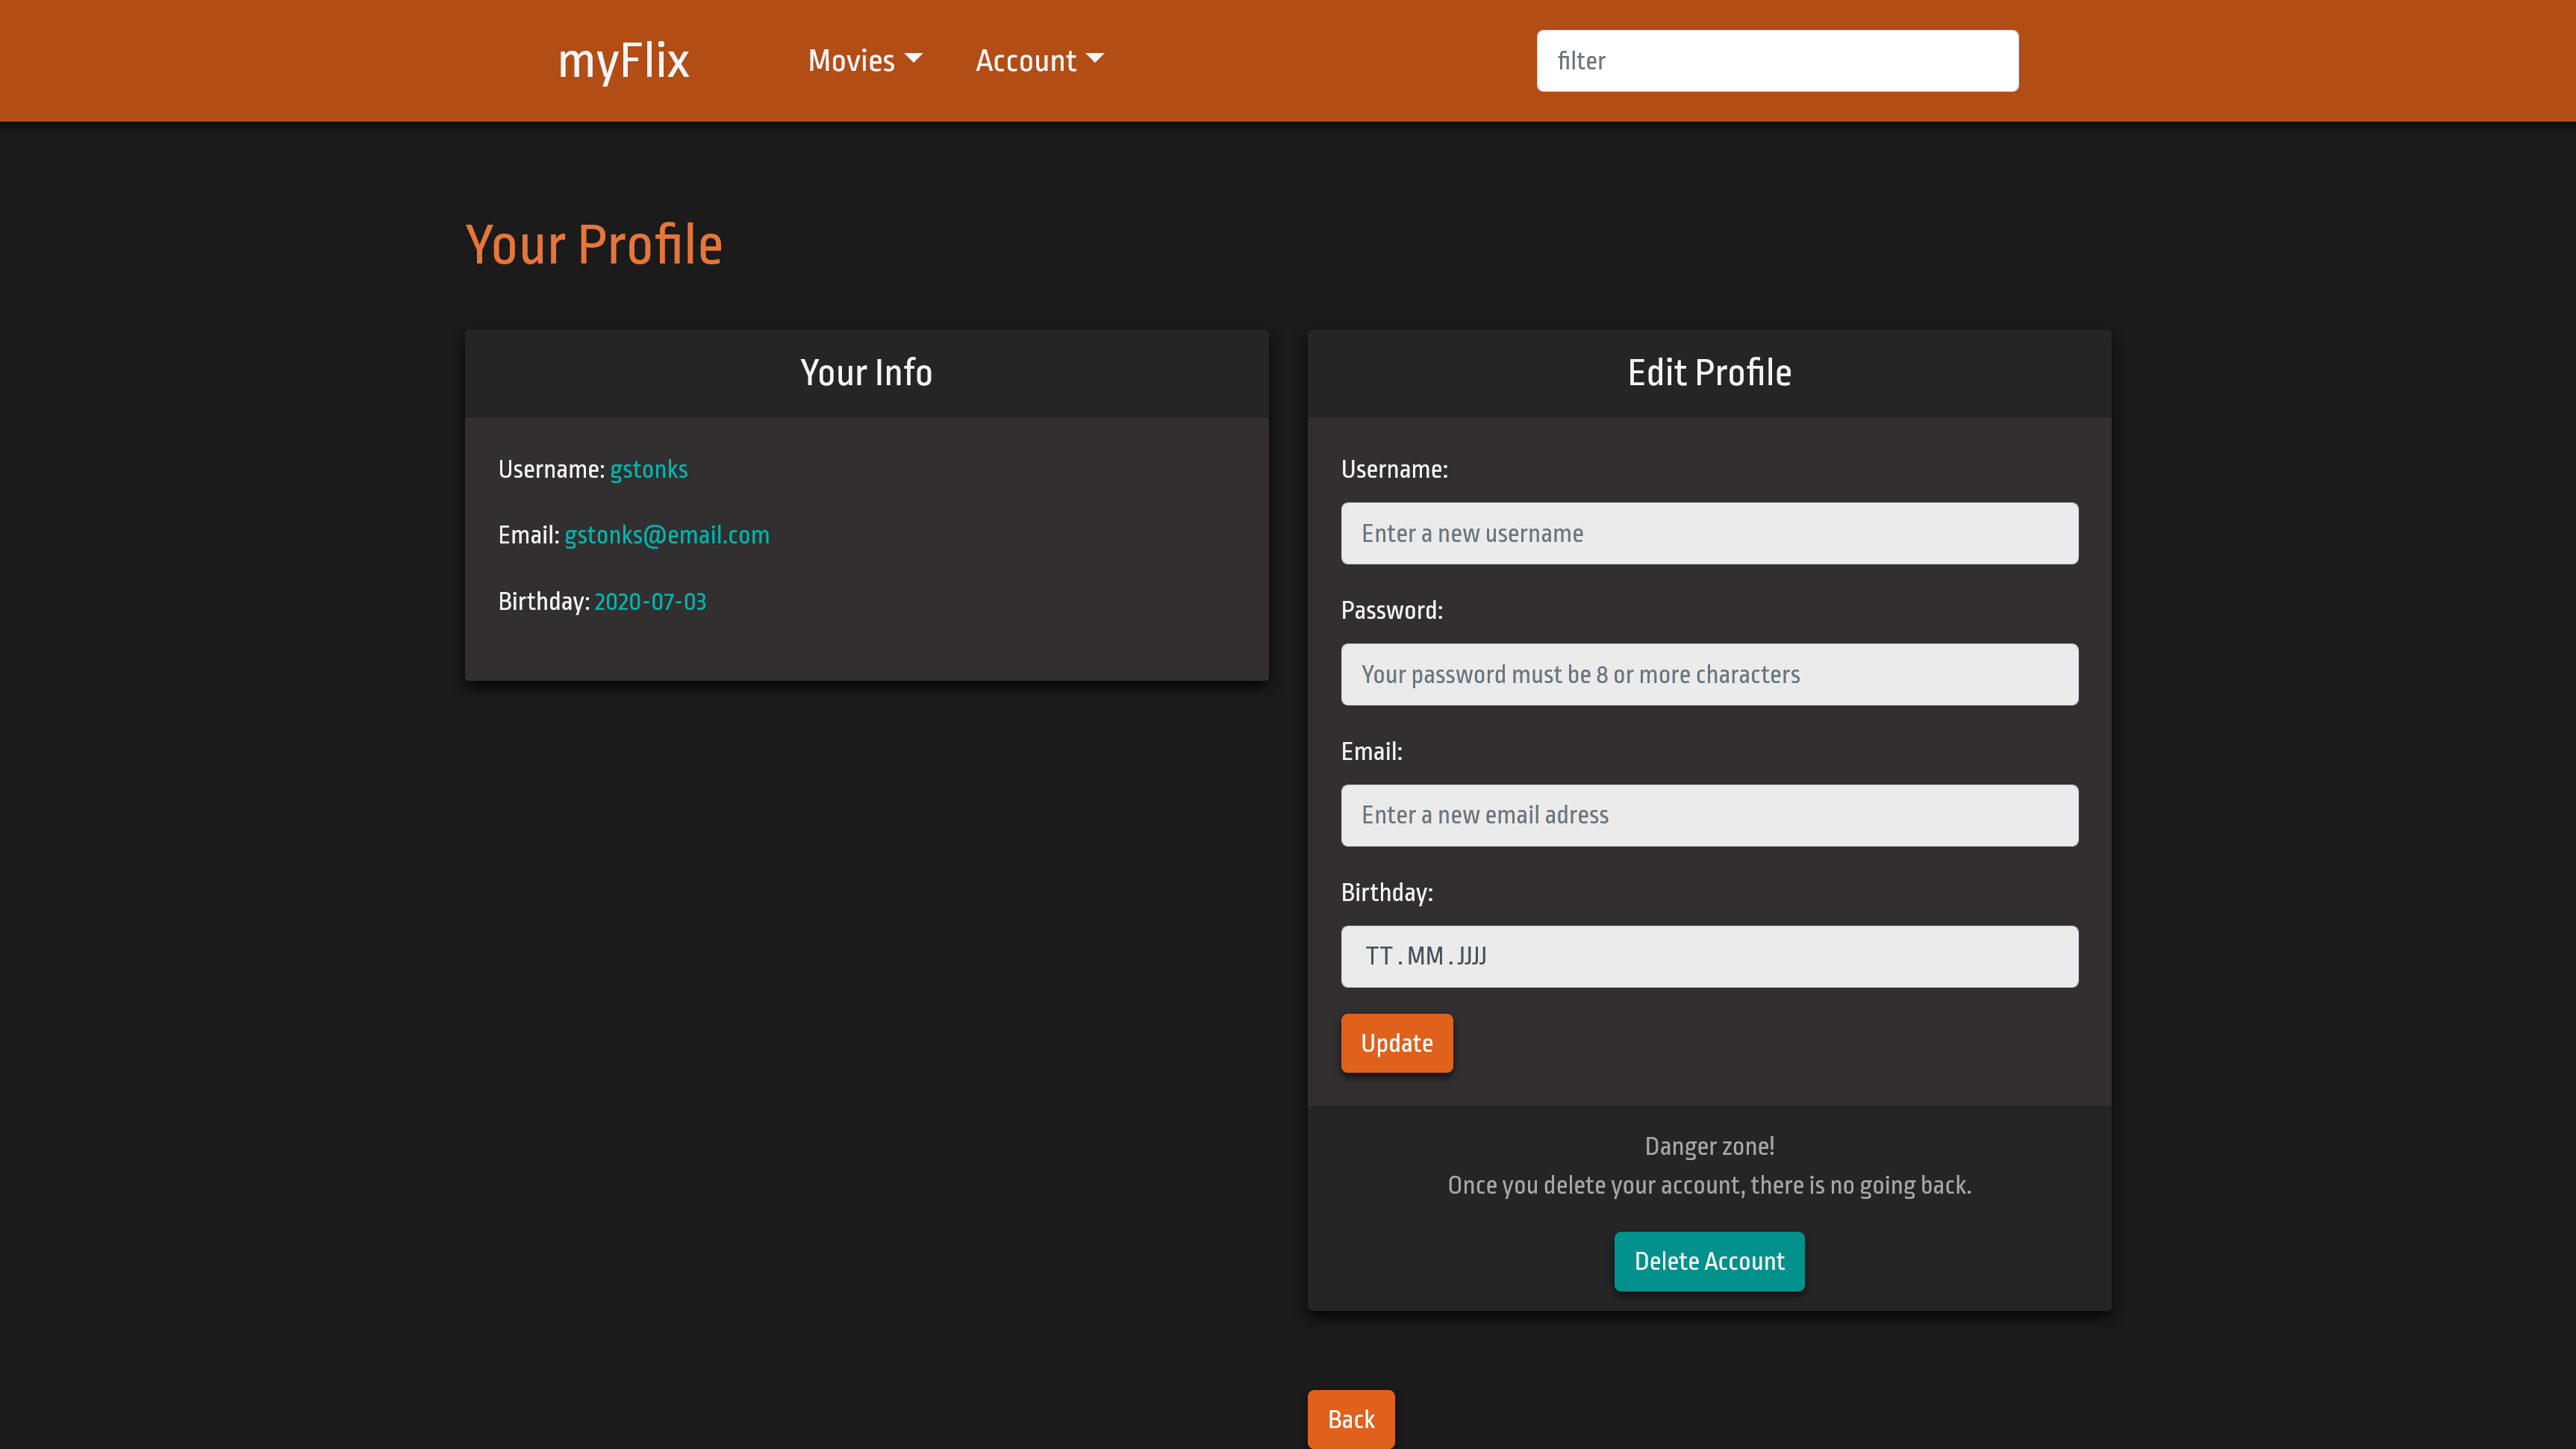 myFlix Movies Account filter
Your Profile
Your Info
Username: gstonks
Email: gstonks@email.com
Birthday: 2020-07-03
Edit Profile
Username:
Enter a new username
Password:
Your password must be 8 or more characters
Email:
Enter a new email adress
Birthday:
TT.MM.JJJJ
Update
Danger zone!
Once you delete your account, there is no going back.
Delete Account
Back